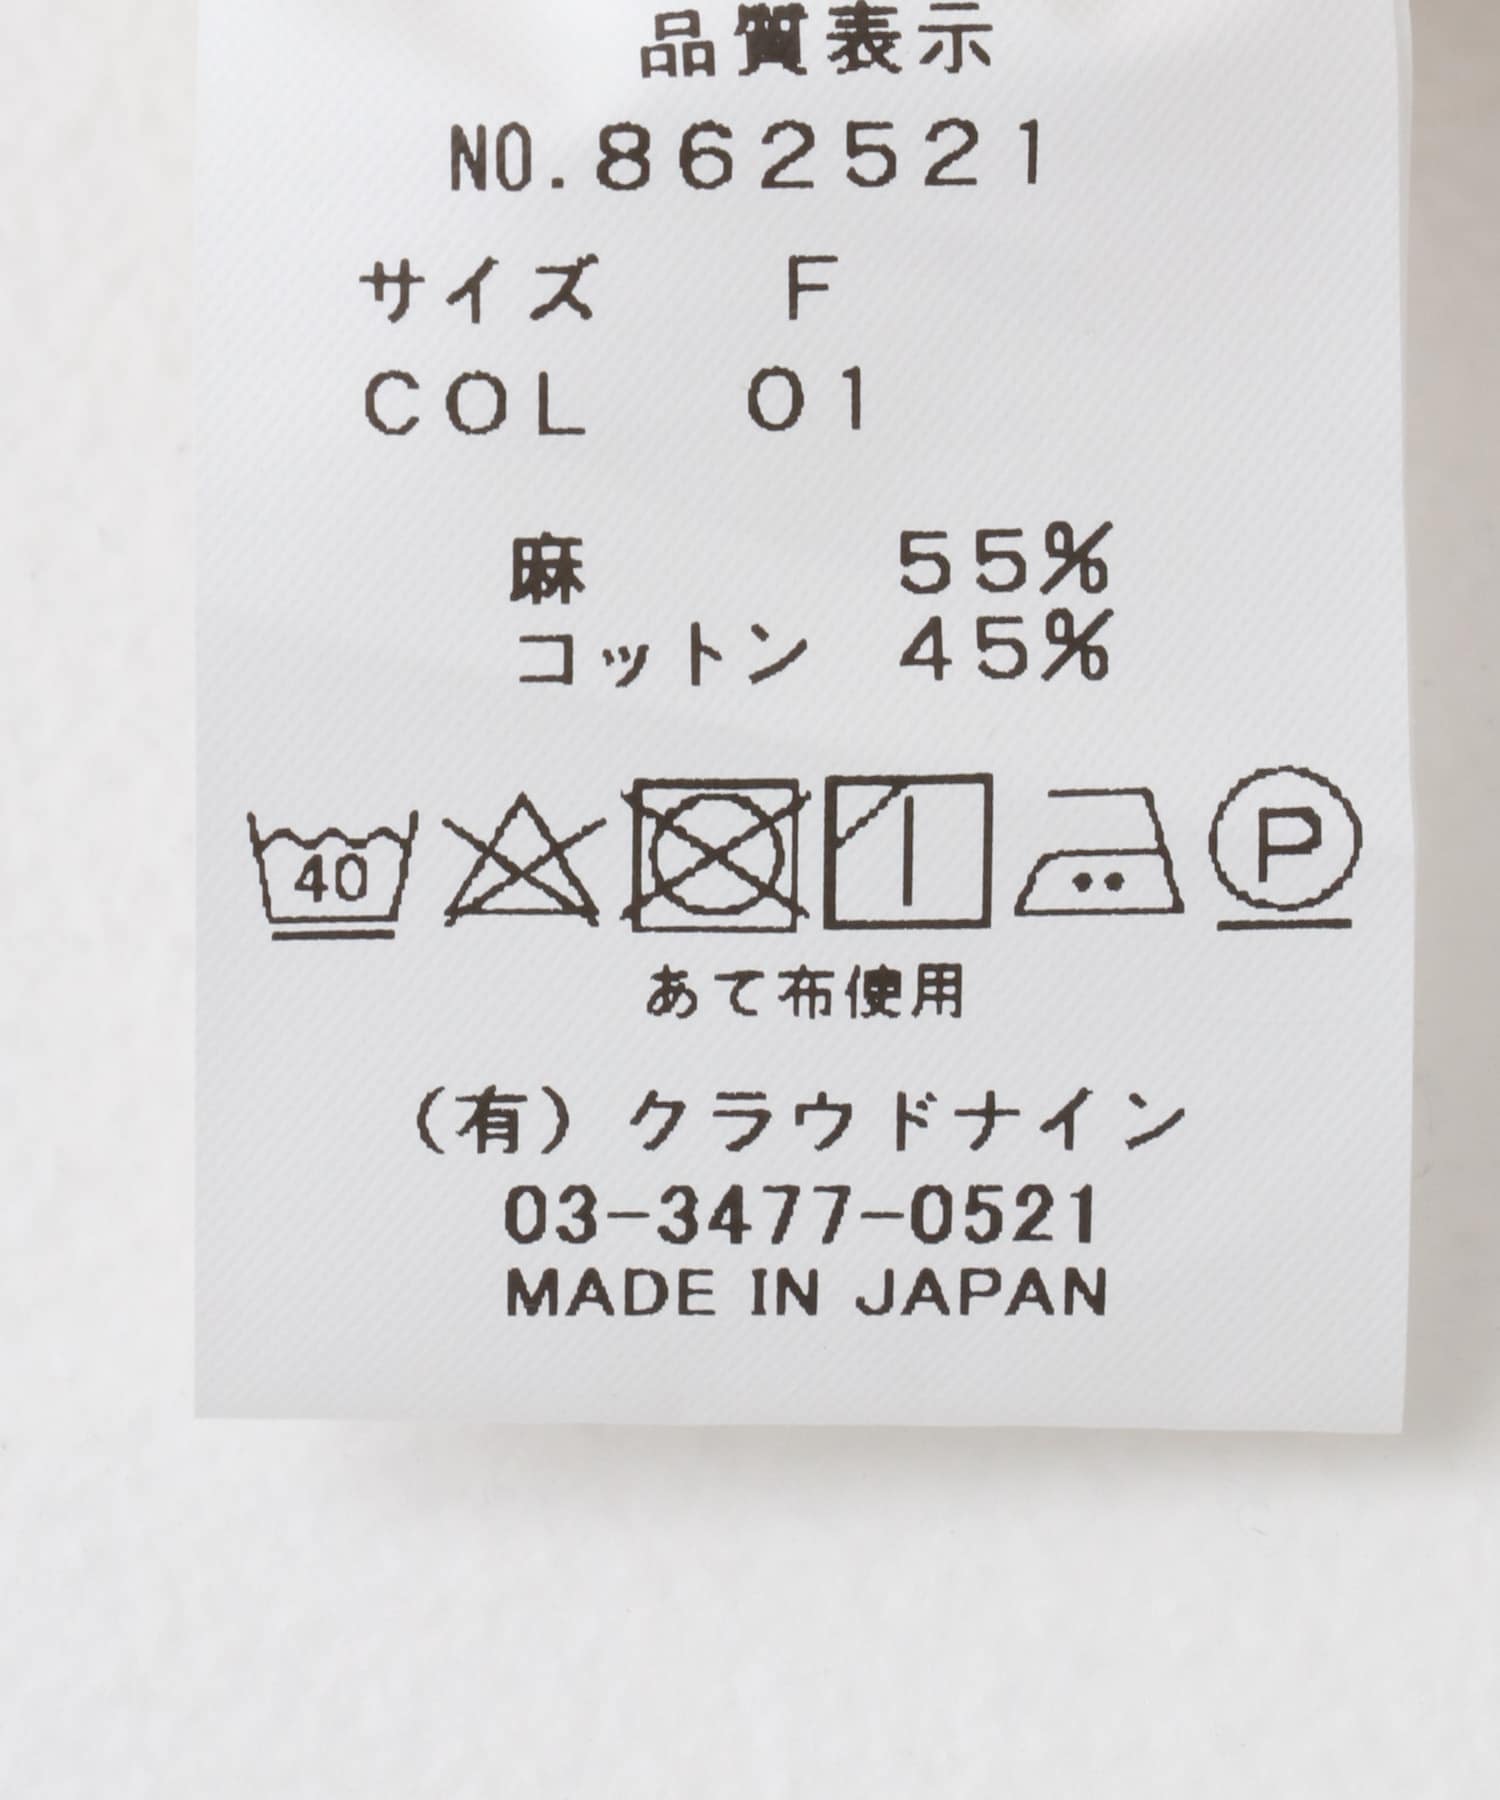 品質表示
NO.862521
サイズ F
COL 01
麻 55%
コットン 45%
40 P
あて布使用
(有)クラウドナイン
03-3477-0521
MADE IN JAPAN